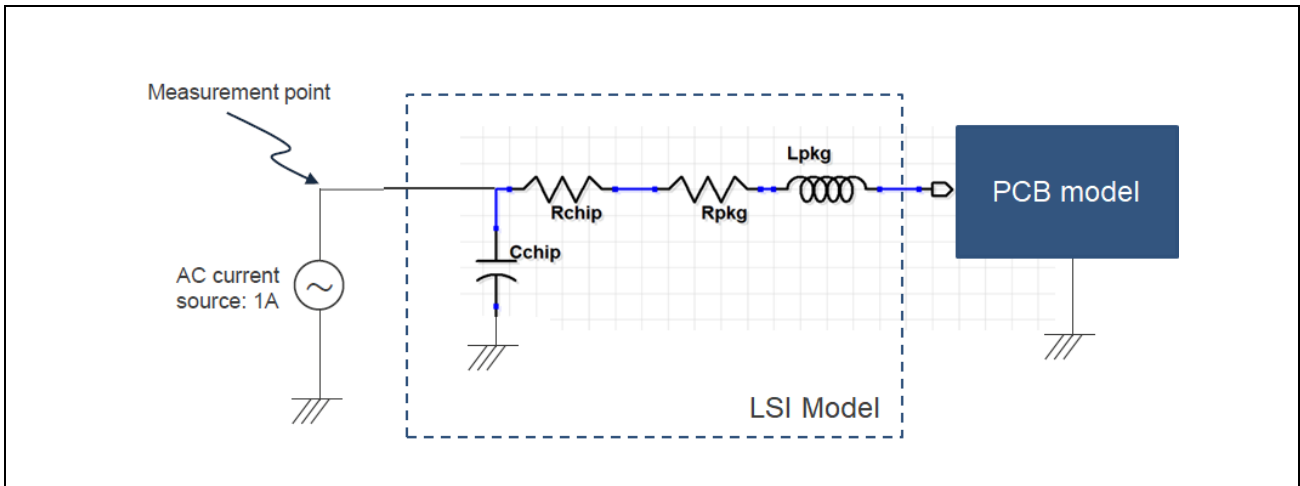 Measurement point
Lpkg
PCB model
Rchip
Rpkg
Cchip
AC current
source: 1A
LSI Model